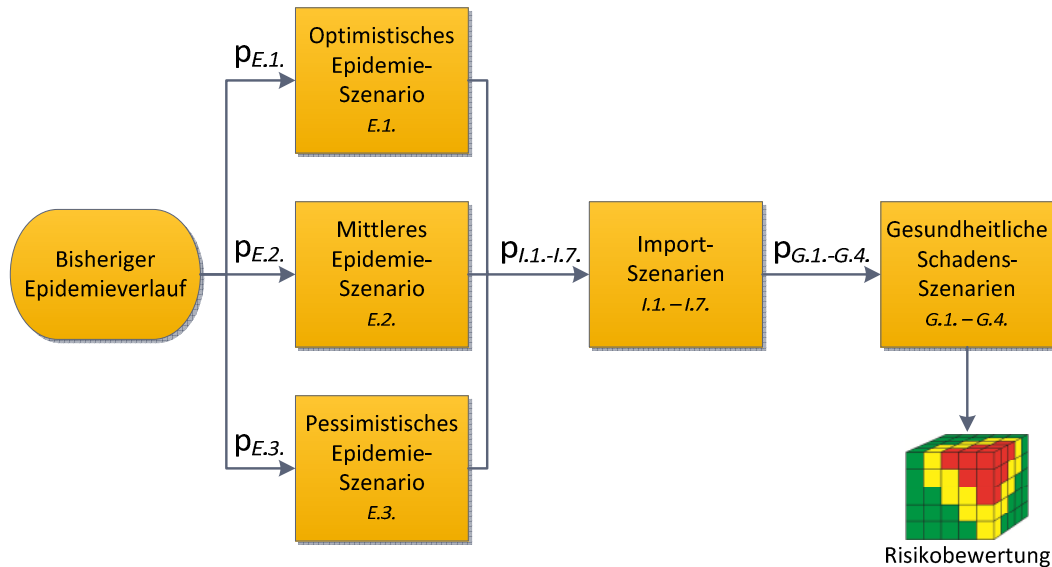 Bisheriger
Epidemieverlauf
pE.1.
Optimistisches
Epidemie-
Szenario
E.1.
pE.2.
Mittleres
Epidemie-
Szenario
E.2.
pE.3.
Pessimistisches
Epidemie-
Szenario
E.3.
pI.1.-I.7.
Import-
Szenarien
I.1. – I.7.
pG.1.-G.4.
Gesundheitliche
Schadens-
Szenarien
G.1. – G.4.
Risikobewertung